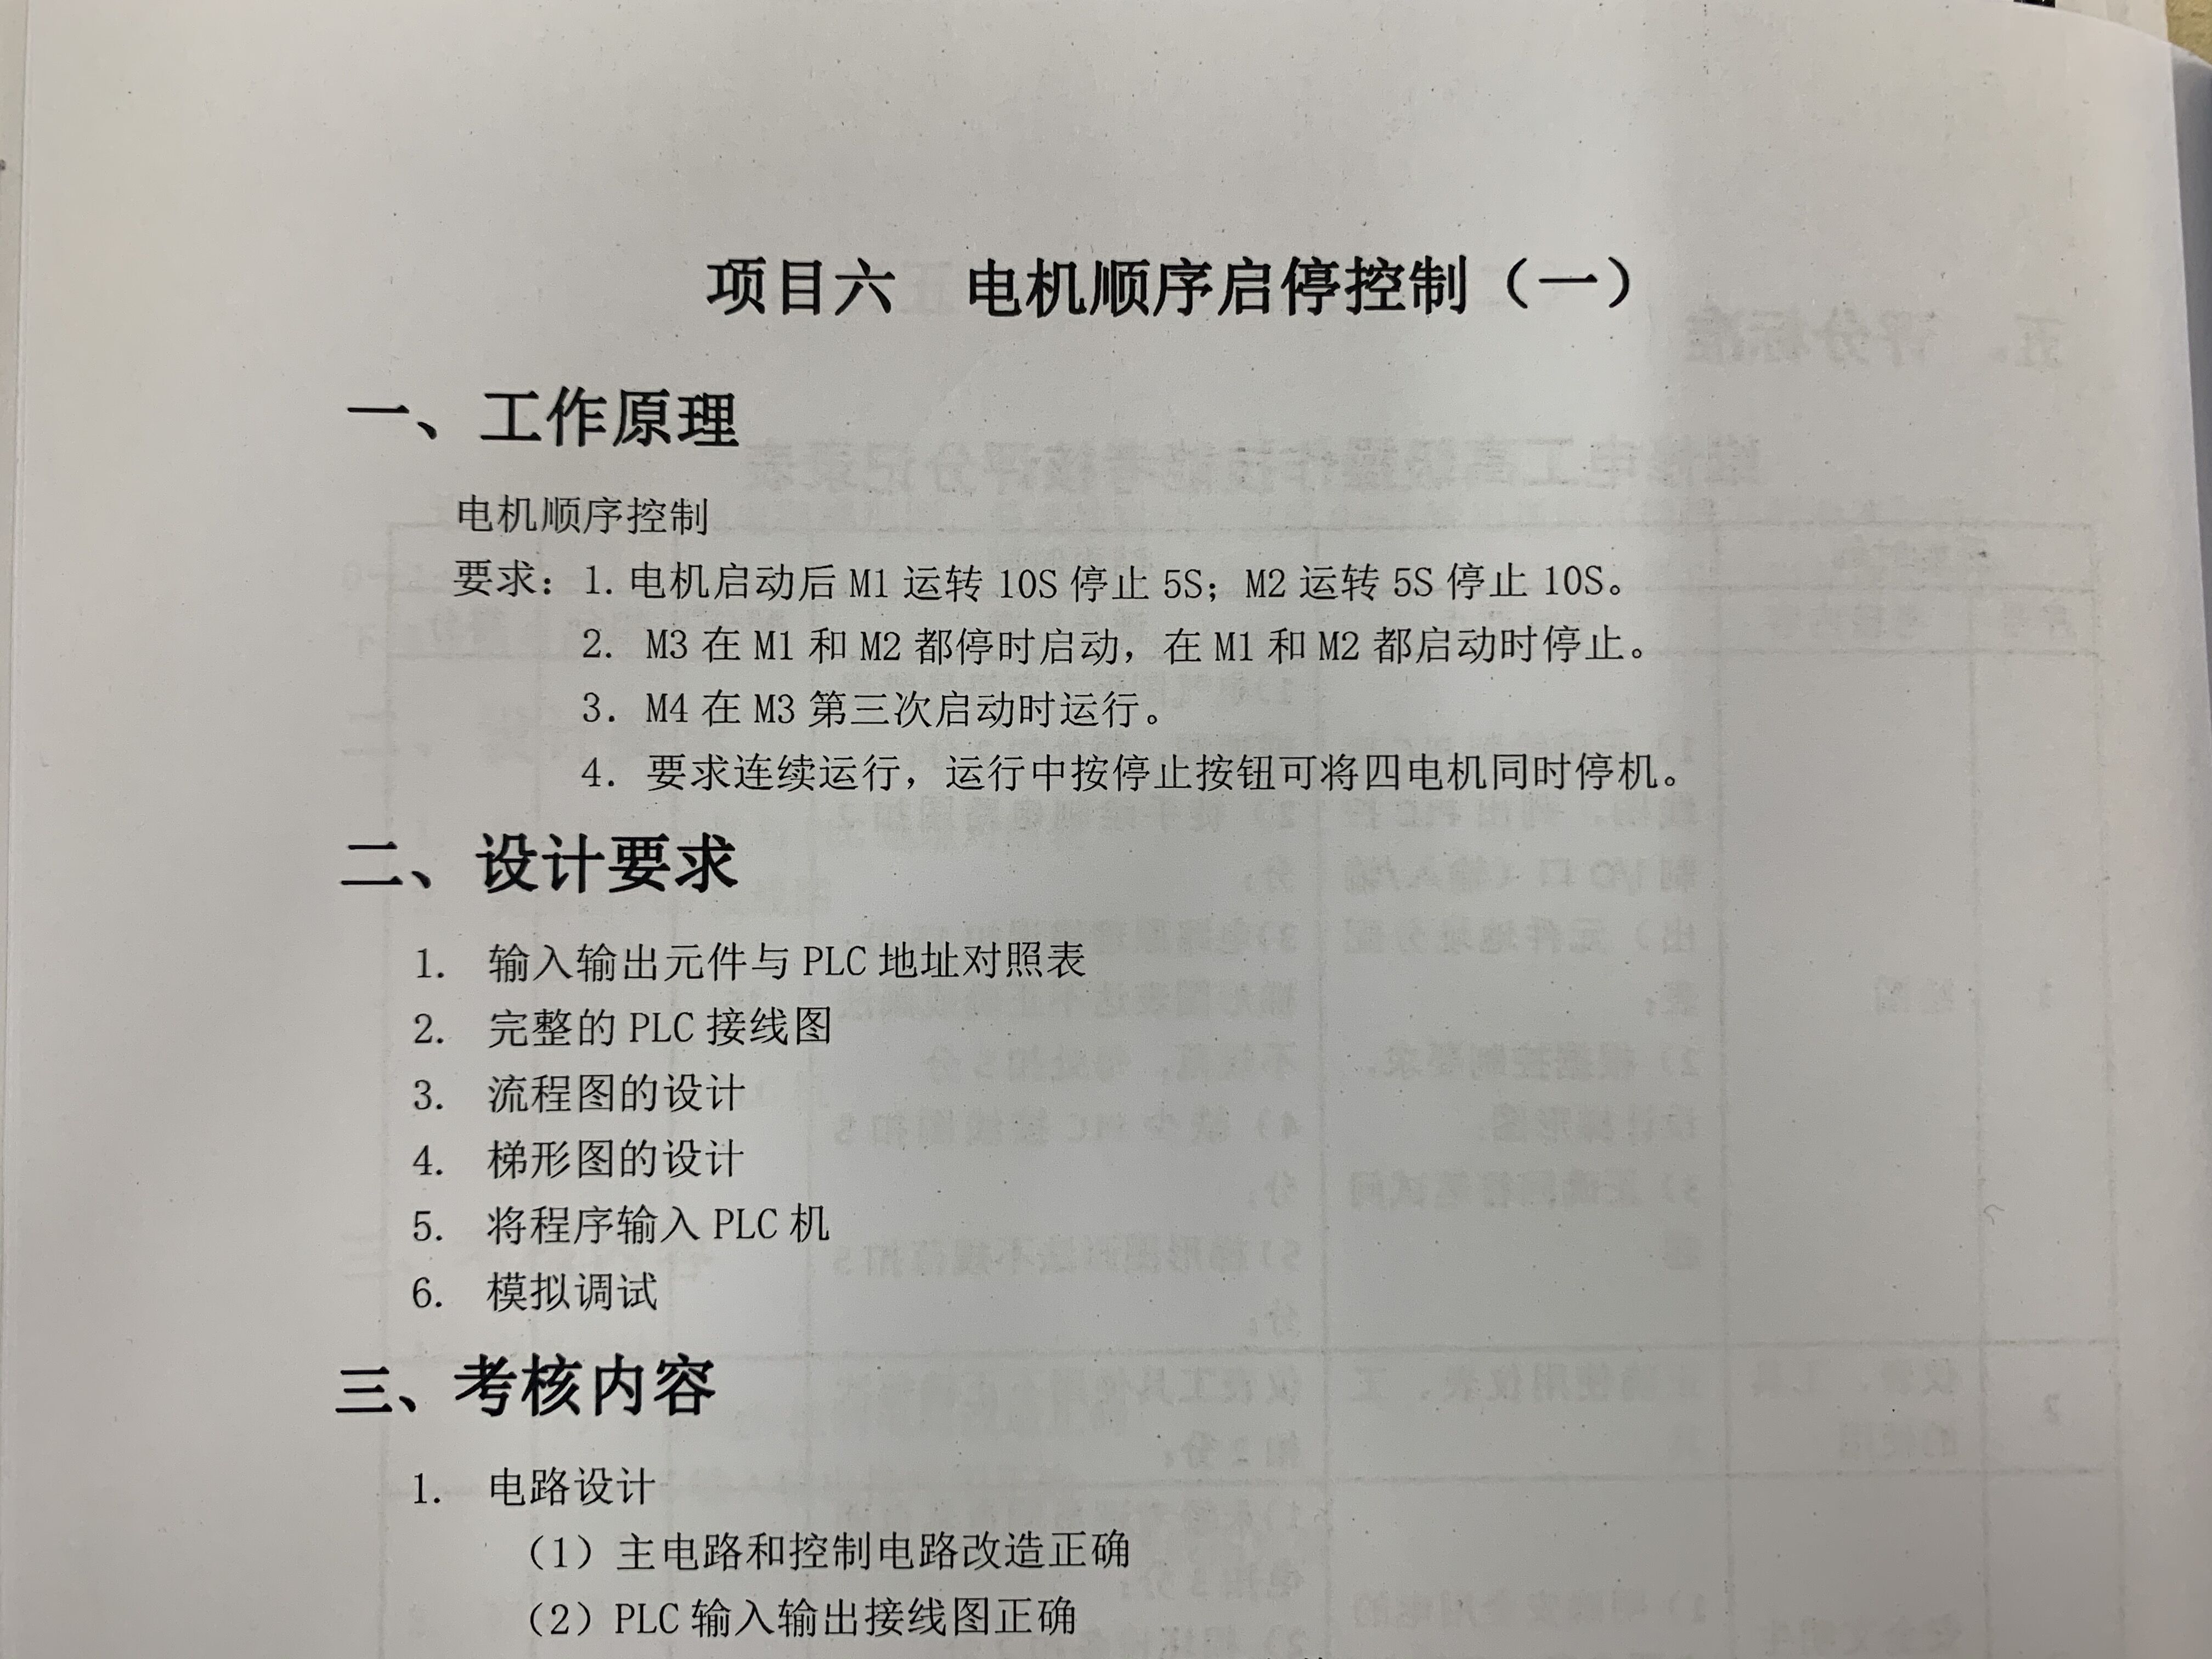 项目六 电机顺序启停控制（一）
一、工作原理
电机顺序控制
要求：1. 电机启动后 M1 运转 10S 停止 5S；M2 运转 5S 停止 10S。
2. M3 在 M1 和 M2 都停时启动，在 M1 和 M2 都启动时停止。
3. M4 在 M3 第三次启动时运行。
4. 要求连续运行，运行中按停止按钮可将四电机同时停机。
二、设计要求
1. 输入输出元件与 PLC 地址对照表
2. 完整的 PLC 接线图
3. 流程图的设计
4. 梯形图的设计
5. 将程序输入 PLC 机
6. 模拟调试
三、考核内容
1. 电路设计
（1）主电路和控制电路改造正确
（2）PLC 输入输出接线图正确